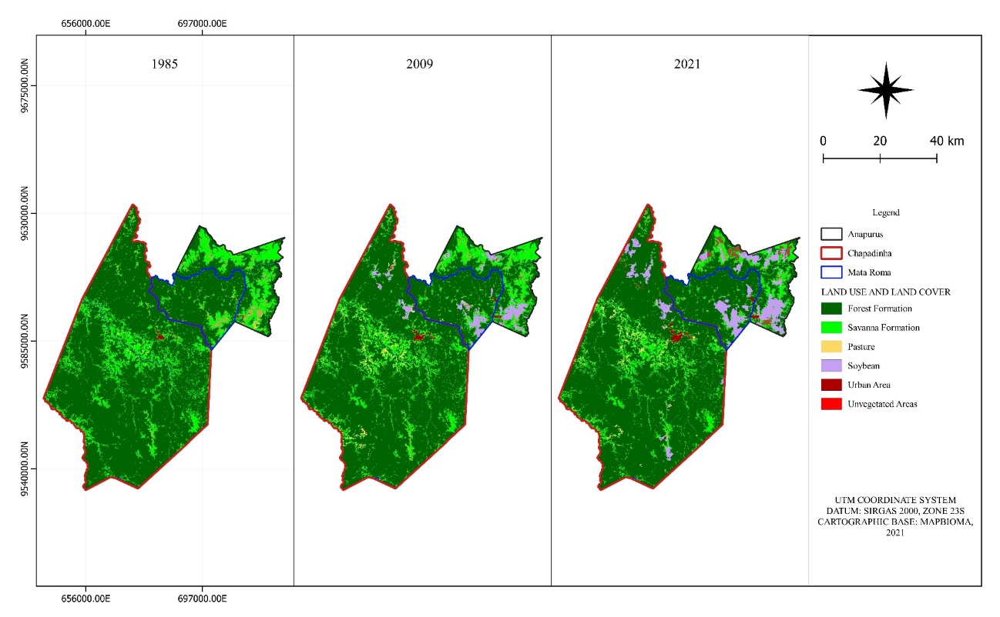 656000.00E 697000.00E
1985 2009 2021
9675000.00N
9630000.00N
9585000.00N
9540000.00N
0 20 40 km
Legend
Anapurus
Chapadinha
Mata Roma
LAND USE AND LAND COVER
Forest Formation
Savanna Formation
Pasture
Soybean
Urban Area
Unvegetated Areas
UTM COORDINATE SYSTEM
DATUM: SIRGAS 2000, ZONE 23S
CARTOGRAPHIC BASE: MAPBIOMA,
2021
656000.00E 697000.00E